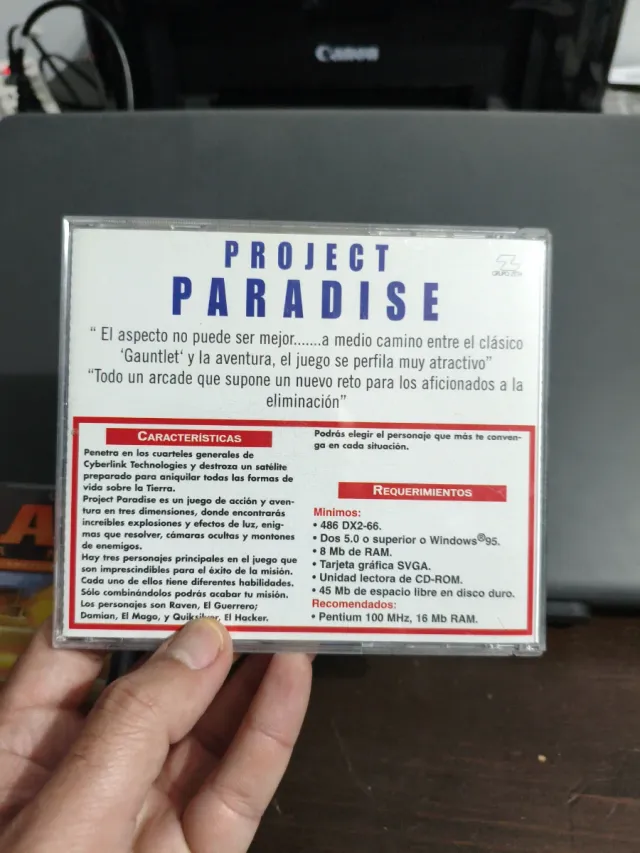 Canon
PROJECT
PARADISE
GRUPO ZETA
“ El aspecto no puede ser mejor.......a medio camino entre el clásico
‘Gauntlet‘ y la aventura, el juego se perfila muy atractivo”
“Todo un arcade que supone un nuevo reto para los aficionados a la
eliminación”
CARACTERÍSTICAS
Penetra en los cuarteles generales de
Cyberlink Technologies y destroza un satélite
preparado para aniquilar todas las formas de
vida sobre la Tierra.
Project Paradise es un juego de acción y aven-
tura en tres dimensiones, donde encontrarás
increíbles explosiones y efectos de luz, enig-
mas que resolver, cámaras ocultas y montones
de enemigos.
Hay tres personajes principales en el juego que
son imprescindibles para el éxito de la misión.
Cada uno de ellos tiene diferentes habilidades.
Sólo combinándolos podrás acabar tu misión.
Los personajes son Raven, El Guerrero;
Damian, El Mago, y Quiksilver, El Hacker.
Podrás elegir el personaje que más te conven-
ga en cada situación.
REQUERIMIENTOS
Minimos:
• 486 DX2-66.
• Dos 5.0 o superior o Windows®95.
• 8 Mb de RAM.
• Tarjeta gráfica SVGA.
• Unidad lectora de CD-ROM.
• 45 Mb de espacio libre en disco duro.
Recomendados:
• Pentium 100 MHz, 16 Mb RAM.